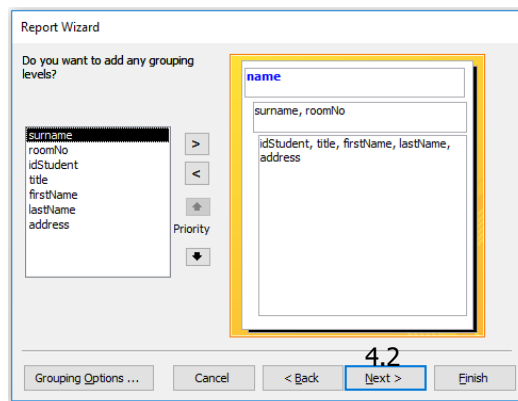 Report Wizard
Do you want to add any grouping
levels?
surname
roomNo
idStudent
title
firstName
lastName
address
>
<
Priority
name
surname, roomNo
idStudent, title, firstName, lastName,
address
4.2
Grouping Options ...
Cancel
< Back
Next >
Finish